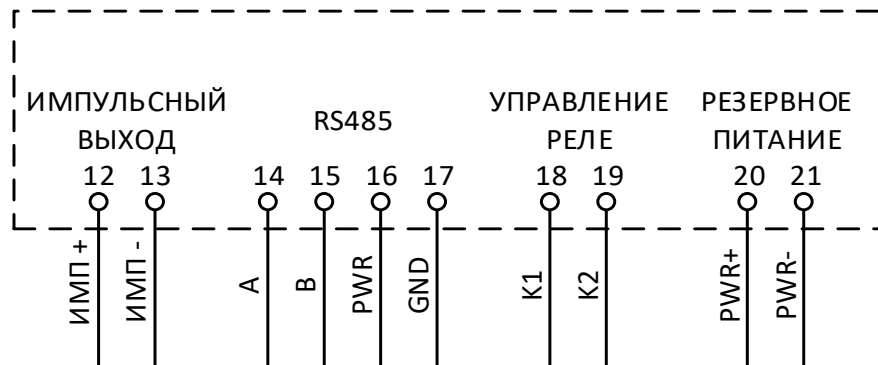 ИМПУЛЬСНЫЙ
ВЫХОД
RS485
УПРАВЛЕНИЕ
РЕЛЕ
РЕЗЕРВНОЕ
ПИТАНИЕ
12 13 14 15 16 17 18 19 20 21
ИМП +
ИМП -
A
B
PWR
GND
K1
K2
PWR+
PWR-